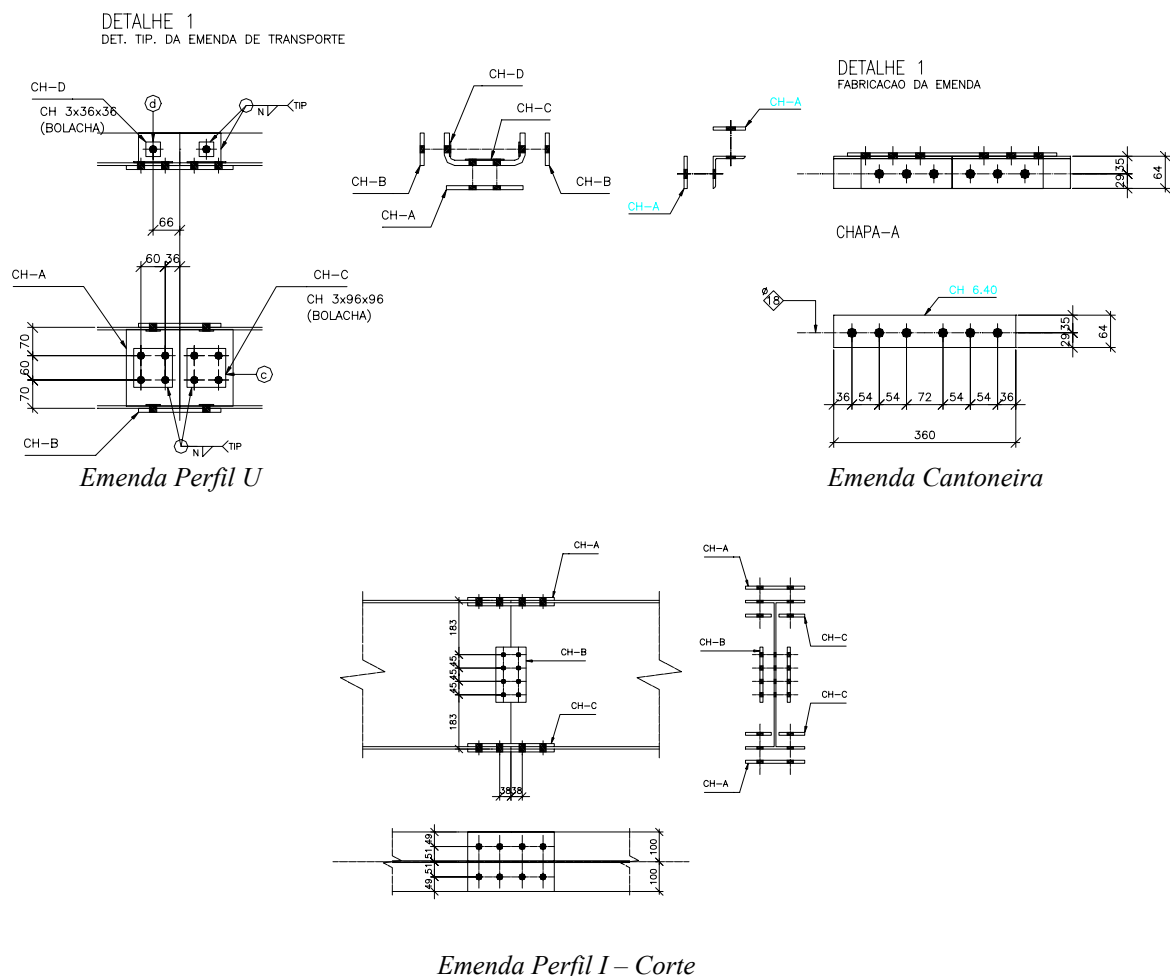 DETALHE 1
DET. TIP. DA EMENDA DE TRANSPORTE
CH-D
CH 3x36x36
(BOLACHA)
d
N
TIP
66
60
36
CH-A
CH-C
CH 3x96x96
(BOLACHA)
70
60
70
c
CH-B
N
TIP
Emenda Perfil U
CH-D
CH-C
CH-B
CH-B
CH-A
CH-A
CH-A
DETALHE 1
FABRICACAO DA EMENDA
35
29
64
CHAPA-A
ø
18
CH 6.40
35
29
64
36 54 54 72 54 54 36
360
Emenda Cantoneira
CH-A
183
CH-B
45
45
45
CH-C
183
38
38
CH-A
CH-C
CH-B
CH-C
CH-A
49
51
51
49
100
100
Emenda Perfil I – Corte